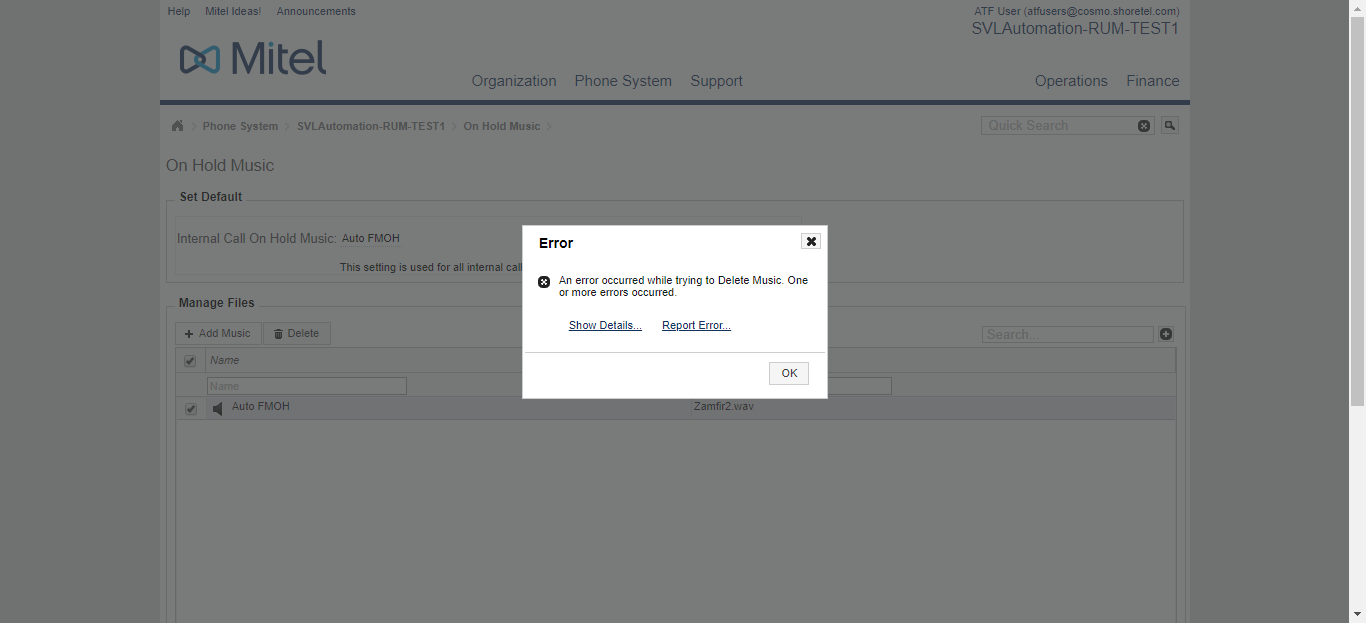 Help Mitel Ideas! Announcements
ATF User (atfusers@cosmo.shoretel.com)
SVLAutomation-RUM-TEST1
Mitel
Organization Phone System Support Operations Finance
Phone System SVLAutomation-RUM-TEST1 On Hold Music
Quick Search
On Hold Music
Set Default
Internal Call On Hold Music: Auto FMOH
This setting is used for all internal call
Error
An error occurred while trying to Delete Music. One
or more errors occurred.
Show Details... Report Error...
OK
Manage Files
Add Music Delete
Search...
Name
Name
Auto FMOH Zamfir2.wav